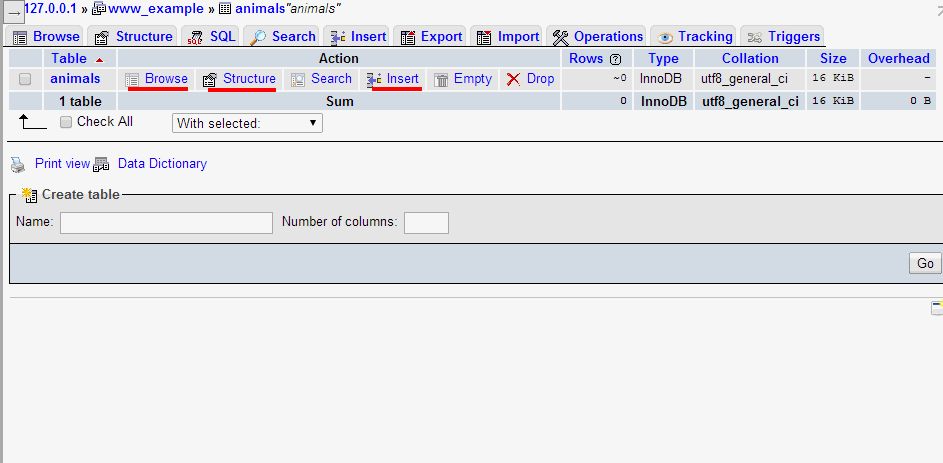 127.0.0.1 » www_example » animals"animals"
Browse Structure SQL Search Insert Export Import Operations Tracking Triggers
Table Action Rows Type Collation Size Overhead
animals Browse Structure Search Insert Empty Drop ~0 InnoDB utf8_general_ci 16 KiB -
1 table Sum 0 InnoDB utf8_general_ci 16 KiB 0 B
Check All With selected:
Print view Data Dictionary
Create table
Name: Number of columns:
Go